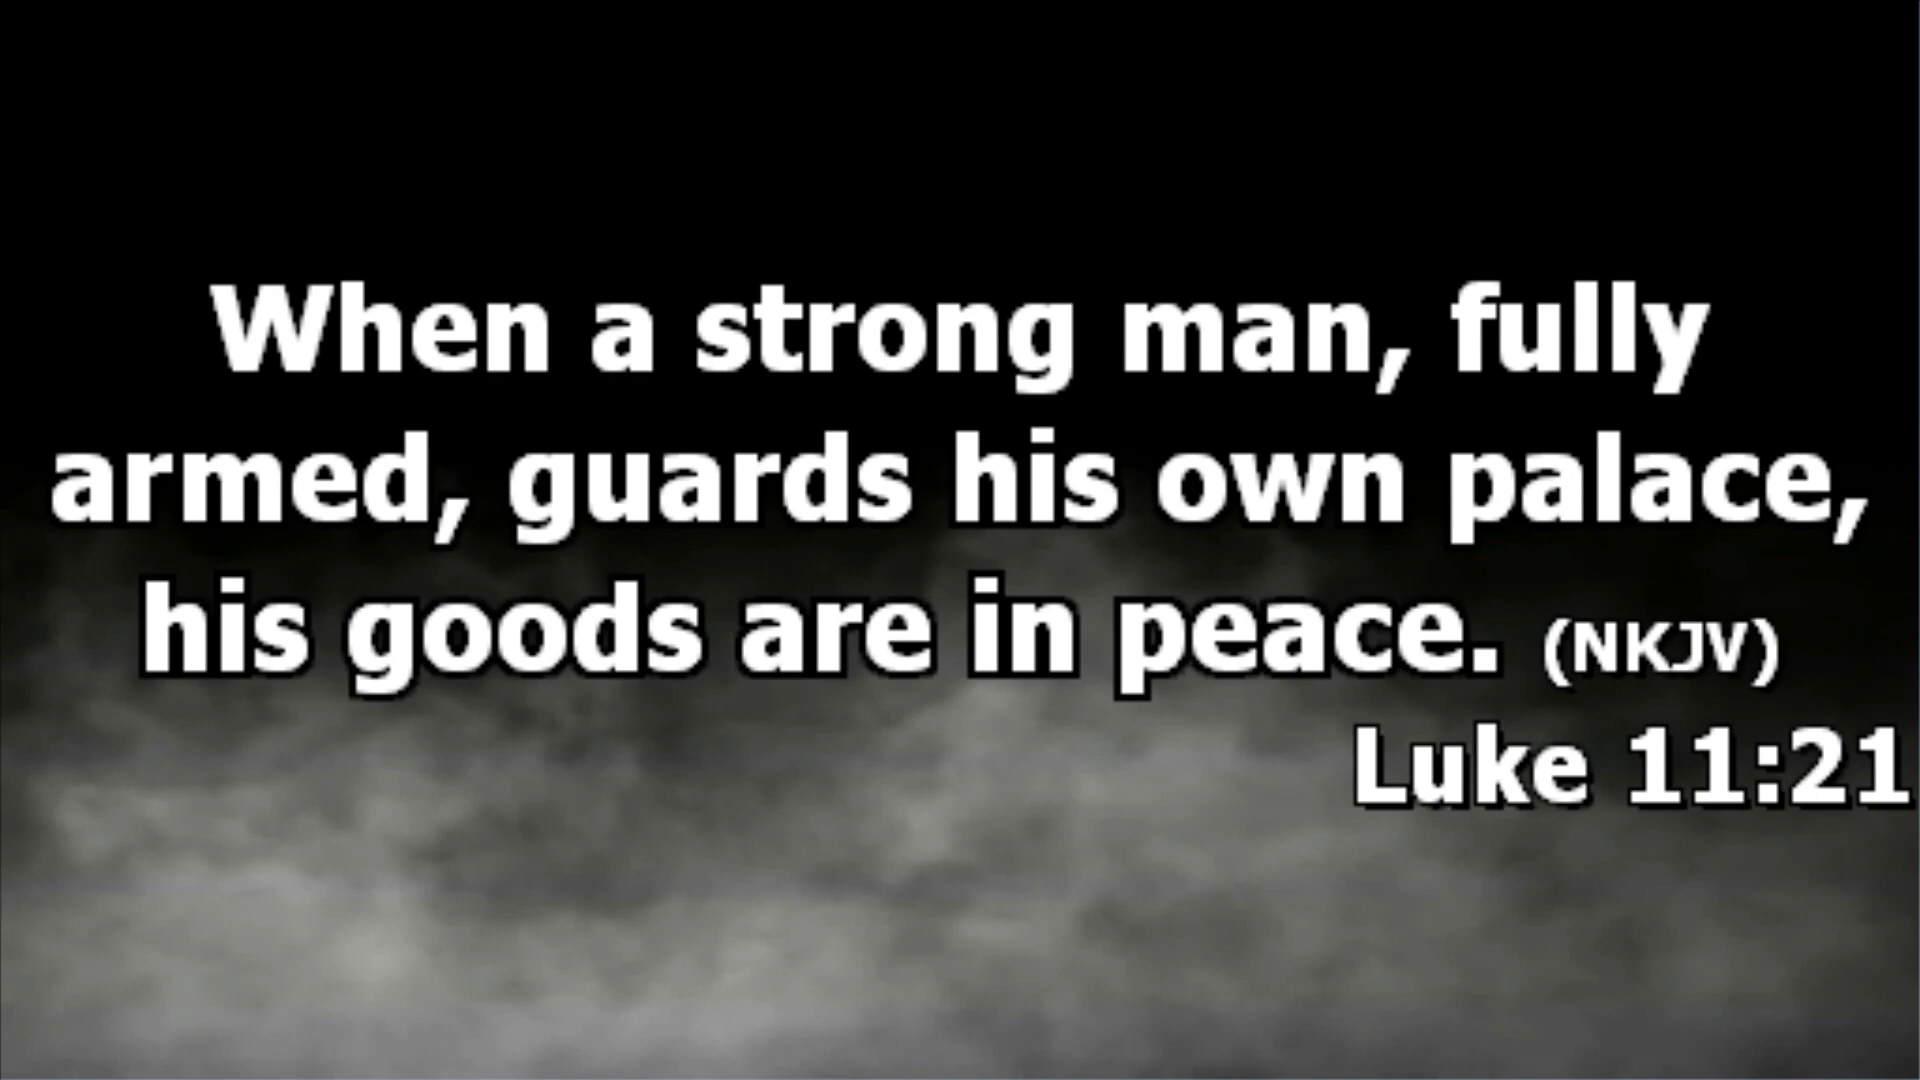 When a strong man, fully
armed, guards his own palace,
his goods are in peace. (NKJV)
Luke 11:21